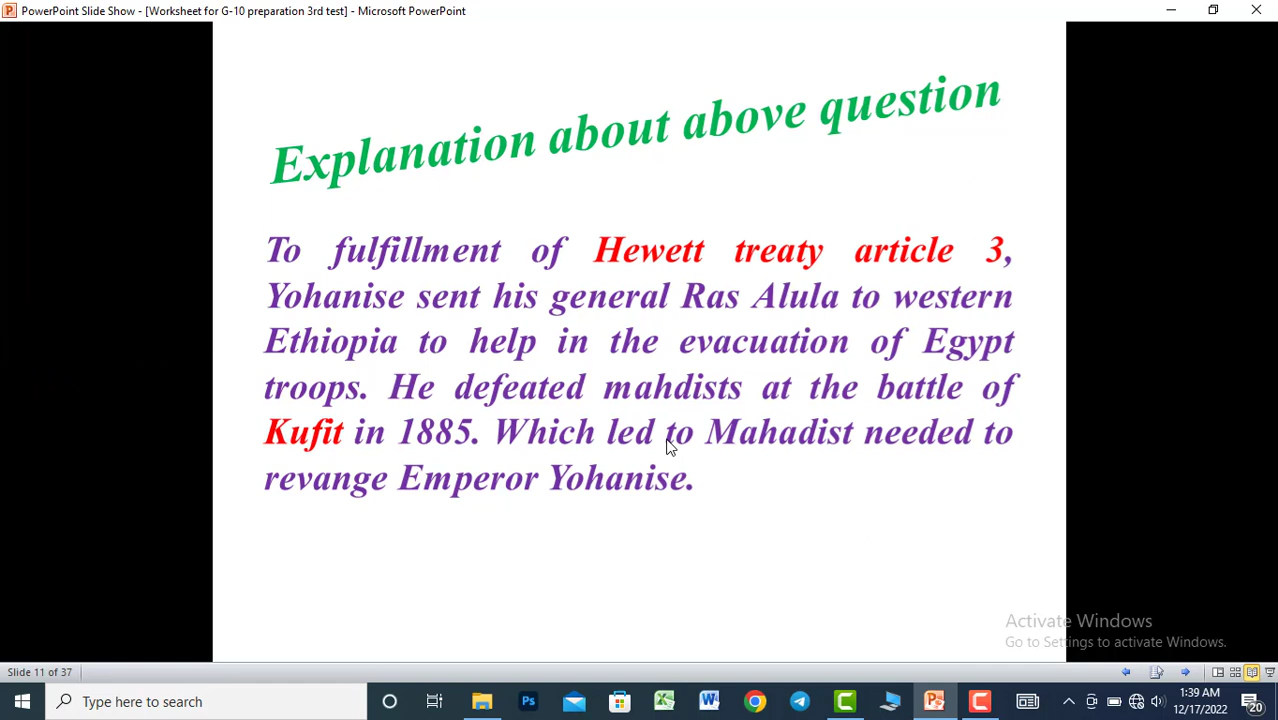 PowerPoint Slide Show - [Worksheet for G-10 preparation 3rd test] - Microsoft PowerPoint
Explanation about above question
To fulfillment of Hewett treaty article 3,
Yohanise sent his general Ras Alula to western
Ethiopia to help in the evacuation of Egypt
troops. He defeated mahdists at the battle of
Kufit in 1885. Which led to Mahadist needed to
revange Emperor Yohanise.
Activate Windows
Go to Settings to activate Windows.
Slide 11 of 37
Type here to search
1:39 AM
12/17/2022
20